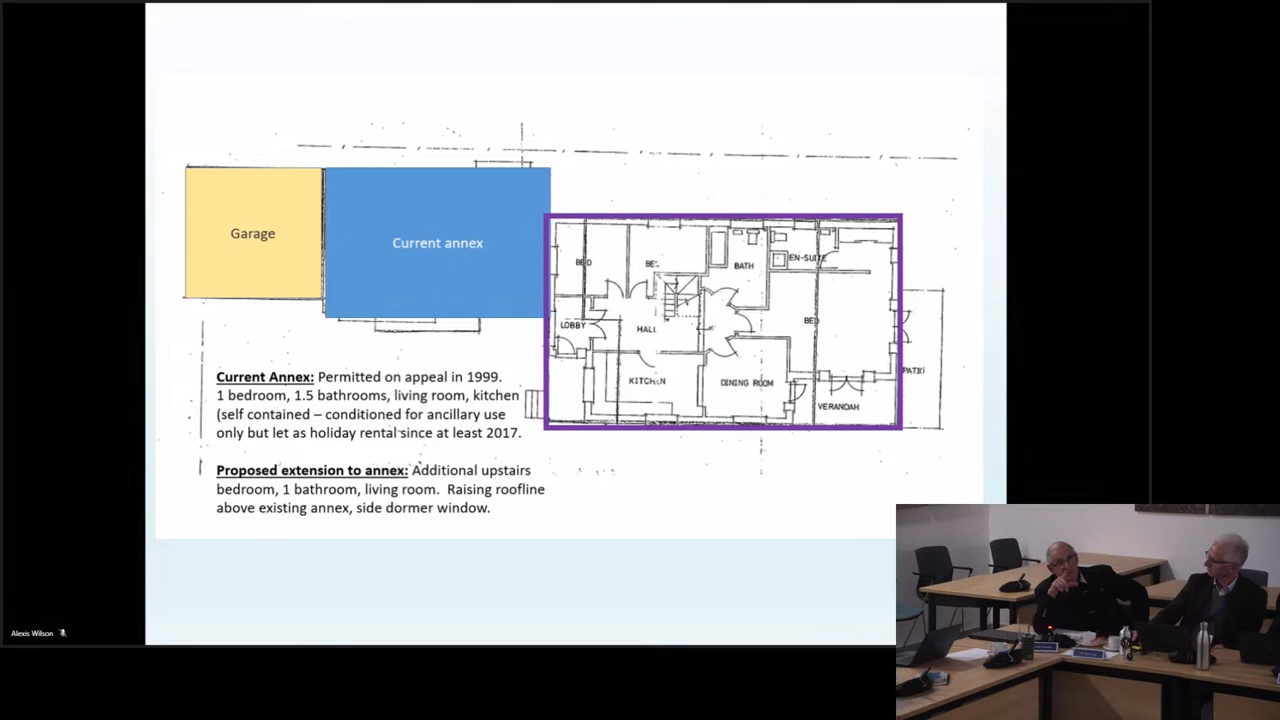 Garage
Current annex
BED
BATH
EN-SUITE
LOBBY
HALL
BED
KITCHEN
DINING ROOM
PATIO
VERANDAH
Current Annex: Permitted on appeal in 1999.
1 bedroom, 1.5 bathrooms, living room, kitchen
(self contained – conditioned for ancillary use
only but let as holiday rental since at least 2017.
Proposed extension to annex: Additional upstairs
bedroom, 1 bathroom, living room. Raising roofline
above existing annex, side dormer window.
Alexis Wilson